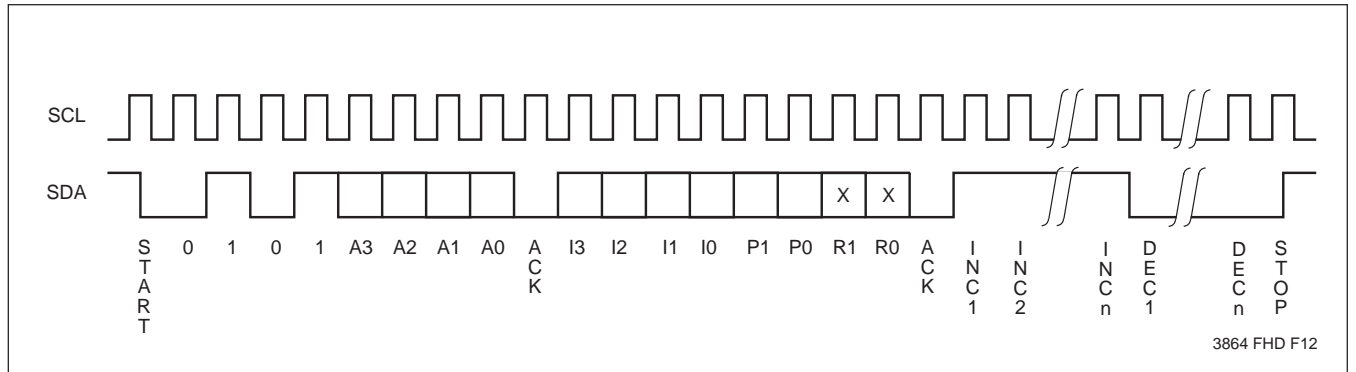 SCL
SDA
X X
START 0 1 0 1 A3 A2 A1 A0 ACK I3 I2 I1 I0 P1 P0 R1 R0 ACK INC1 INC2 INCn DEC1 DECn STOP
3864 FHD F12